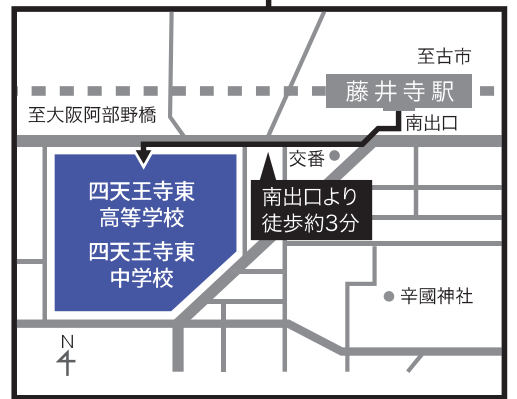 至古市
藤井寺駅
至大阪阿部野橋
南出口
交番
南出口より
徒歩約3分
四天王寺東
高等学校
四天王寺東
中学校
辛國神社
N